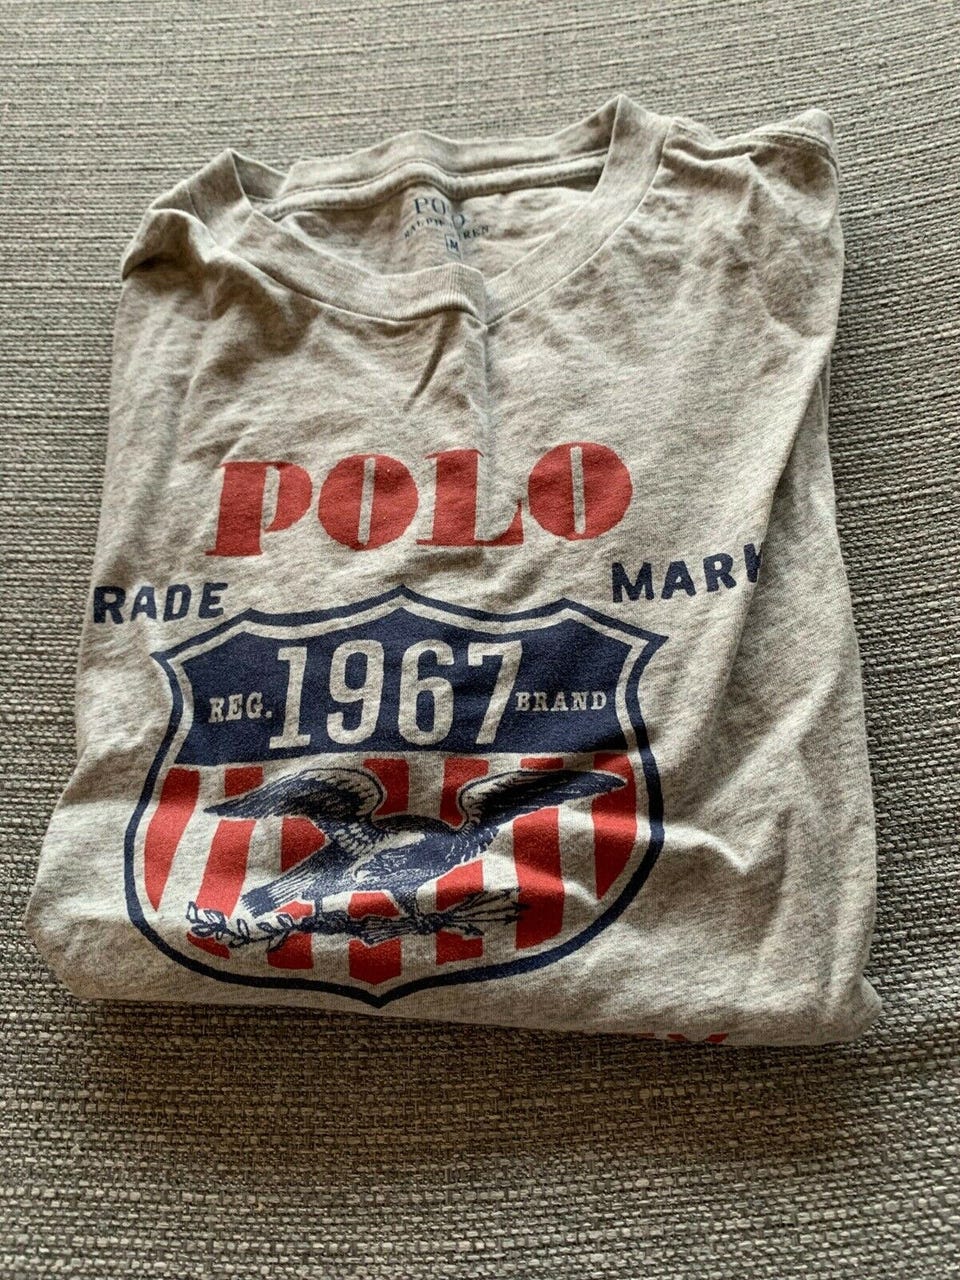 POLO
RALPH LAUREN
M
POLO
RADE MARK
REG. 1967 BRAND